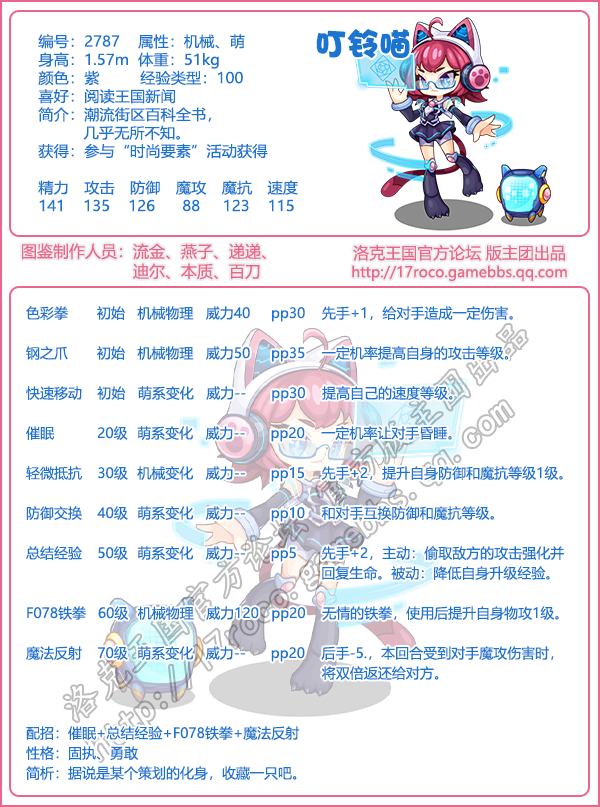 叮铃喵
编号：2787 属性：机械、萌
身高：1.57m 体重：51kg
颜色：紫 经验类型：100
喜好：阅读王国新闻
简介：潮流街区百科全书，
几乎无所不知。
获得：参与“时尚要素”活动获得
精力 攻击 防御 魔攻 魔抗 速度
141 135 126 88 123 115
图鉴制作人员：流金、燕子、递递、
迪尔、本质、百刀
洛克王国官方论坛 版主团出品
http://17roco.gamebbs.qq.com
色彩拳 初始 机械物理 威力40 pp30 先手+1，给对手造成一定伤害。
钢之爪 初始 机械物理 威力50 pp35 一定机率提高自身的攻击等级。
快速移动 初始 萌系变化 威力-- pp30 提高自己的速度等级。
催眠 20级 萌系变化 威力-- pp20 一定机率让对手昏睡。
轻微抵抗 30级 机械变化 威力-- pp15 先手+2，提升自身防御和魔抗等级1级。
防御交换 40级 萌系变化 威力-- pp10 和对手互换防御和魔抗等级。
总结经验 50级 萌系变化 威力-- pp5 先手+2，主动：偷取敌方的攻击强化并
回复生命。被动：降低自身升级经验。
F078铁拳 60级 机械物理 威力120 pp20 无情的铁拳，使用后提升自身物攻1级。
魔法反射 70级 萌系变化 威力-- pp20 后手-5.，本回合受到对手魔攻伤害时，
将双倍返还给对方。
洛克王国官方论坛 版主团出品
http://17roco.gamebbs.qq.com
配招：催眠+总结经验+F078铁拳+魔法反射
性格：固执、勇敢
简析：据说是某个策划的化身，收藏一只吧。